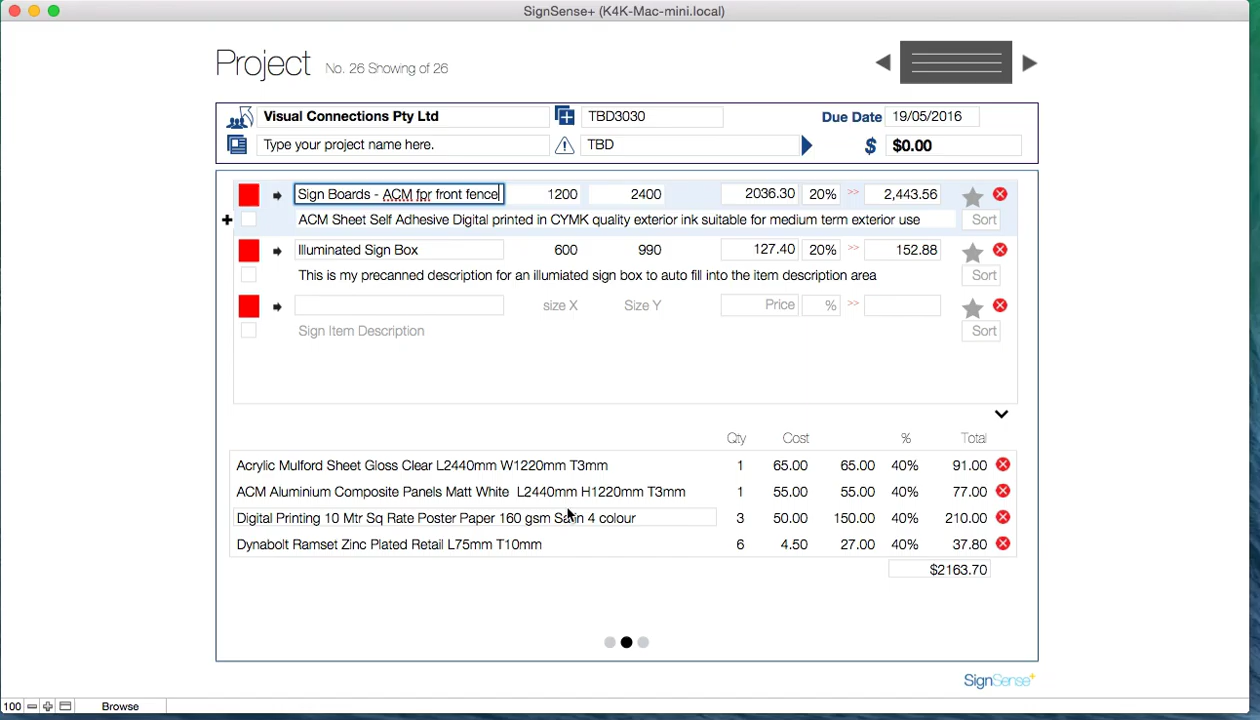 SignSense+ (K4K-Mac-mini.local)
Project No. 26 Showing of 26
Visual Connections Pty Ltd TBD3030 Due Date 19/05/2016
Type your project name here. TBD $ $0.00
Sign Boards - ACM fpr front fence 1200 2400 2036.30 20% >> 2,443.56
ACM Sheet Self Adhesive Digital printed in CYMK quality exterior ink suitable for medium term exterior use Sort
Illuminated Sign Box 600 990 127.40 20% >> 152.88
This is my precanned description for an illumiated sign box to auto fill into the item description area Sort
size X Size Y Price % >>
Sign Item Description Sort
Qty Cost % Total
Acrylic Mulford Sheet Gloss Clear L2440mm W1220mm T3mm 1 65.00 65.00 40% 91.00
ACM Aluminium Composite Panels Matt White L2440mm H1220mm T3mm 1 55.00 55.00 40% 77.00
Digital Printing 10 Mtr Sq Rate Poster Paper 160 gsm Satin 4 colour 3 50.00 150.00 40% 210.00
Dynabolt Ramset Zinc Plated Retail L75mm T10mm 6 4.50 27.00 40% 37.80
$2163.70
SignSense+
100 Browse